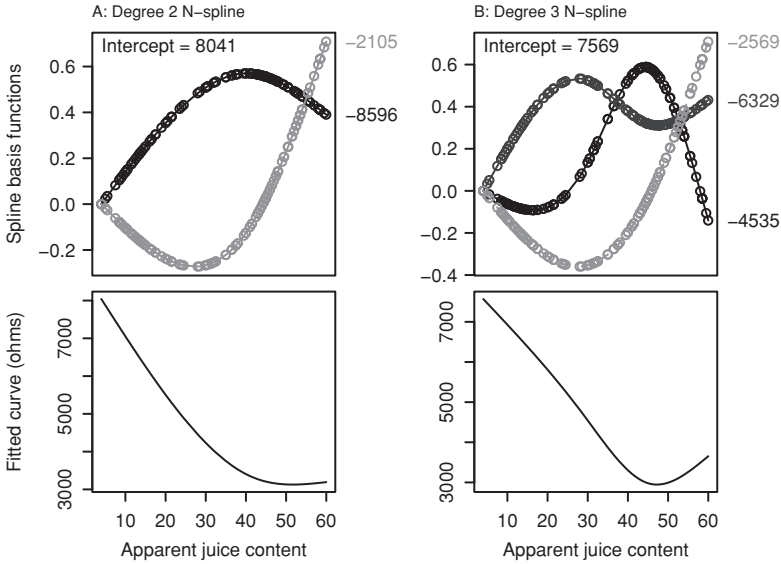 A: Degree 2 N−spline
B: Degree 3 N−spline
Intercept = 8041
−2105
−8596
Spline basis functions
0.6
0.4
0.2
0.0
−0.2
Intercept = 7569
−2569
−6329
−4535
0.6
0.4
0.2
0.0
−0.2
−0.4
Fitted curve (ohms)
7000
5000
3000
10 20 30 40 50 60
Apparent juice content
7000
5000
3000
10 20 30 40 50 60
Apparent juice content